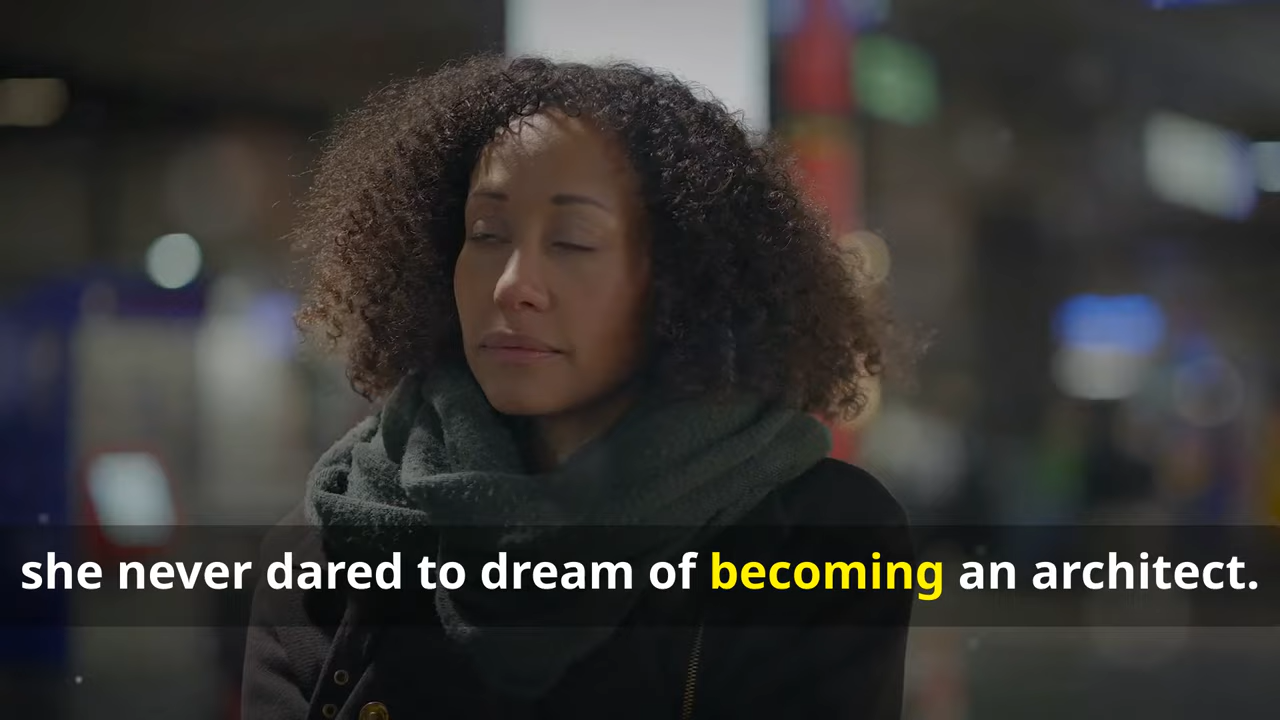 she never dared to dream of becoming an architect.